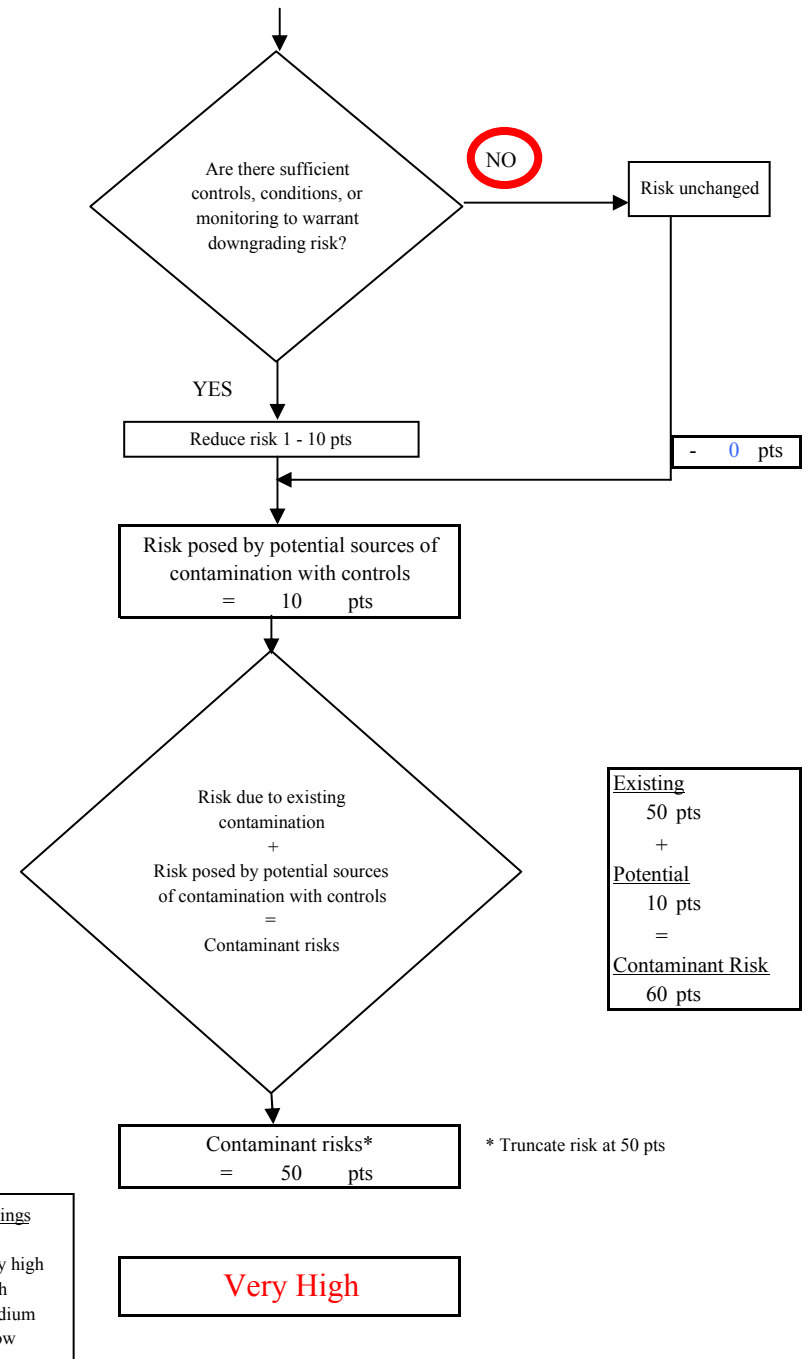 Are there sufficient
controls, conditions, or
monitoring to warrant
downgrading risk?
NO
Risk unchanged
YES
Reduce risk 1 - 10 pts
- 0 pts
Risk posed by potential sources of
contamination with controls
= 10 pts
Risk due to existing
contamination
+
Risk posed by potential sources
of contamination with controls
=
Contaminant risks
Existing
50 pts
+
Potential
10 pts
=
Contaminant Risk
60 pts
Contaminant risks*
= 50 pts
* Truncate risk at 50 pts
high
Very High